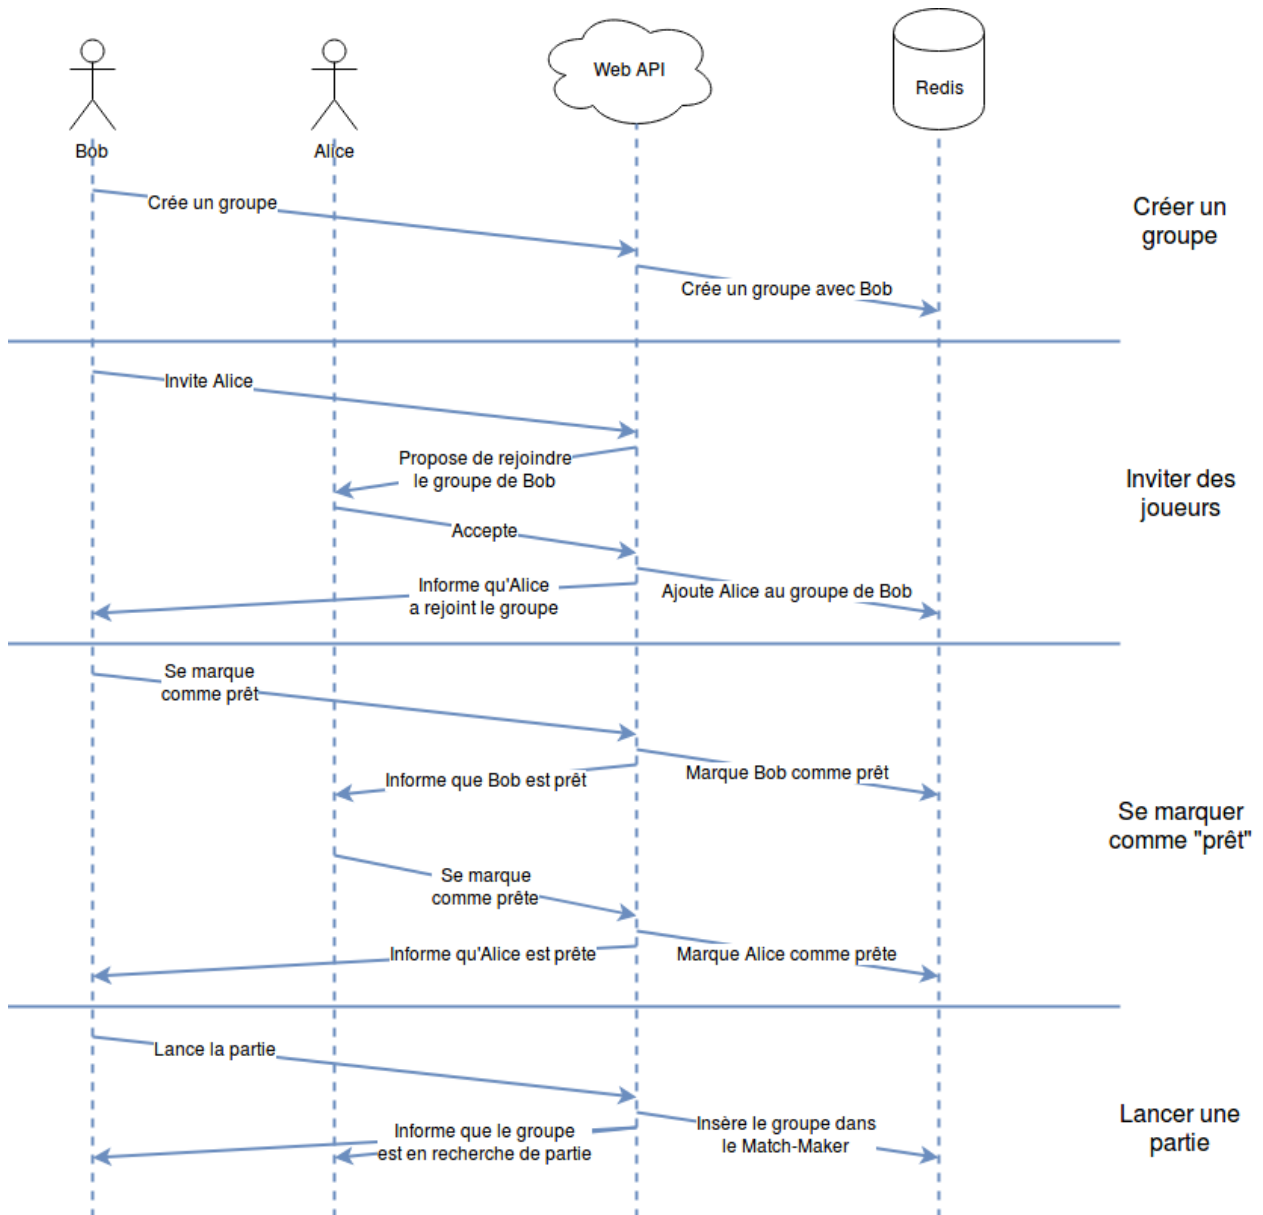 Web API
Redis
Bob
Alice
Crée un groupe
Crée un groupe avec Bob
Créer un
groupe
Invite Alice
Propose de rejoindre
le groupe de Bob
Accepte
Informe qu'Alice
a rejoint le groupe
Ajoute Alice au groupe de Bob
Inviter des
joueurs
Se marque
comme prêt
Informe que Bob est prêt
Marque Bob comme prêt
Se marque
comme prête
Informe qu'Alice est prête
Marque Alice comme prête
Se marquer
comme "prêt"
Lance la partie
Informe que le groupe
est en recherche de partie
Insère le groupe dans
le Match-Maker
Lancer une
partie